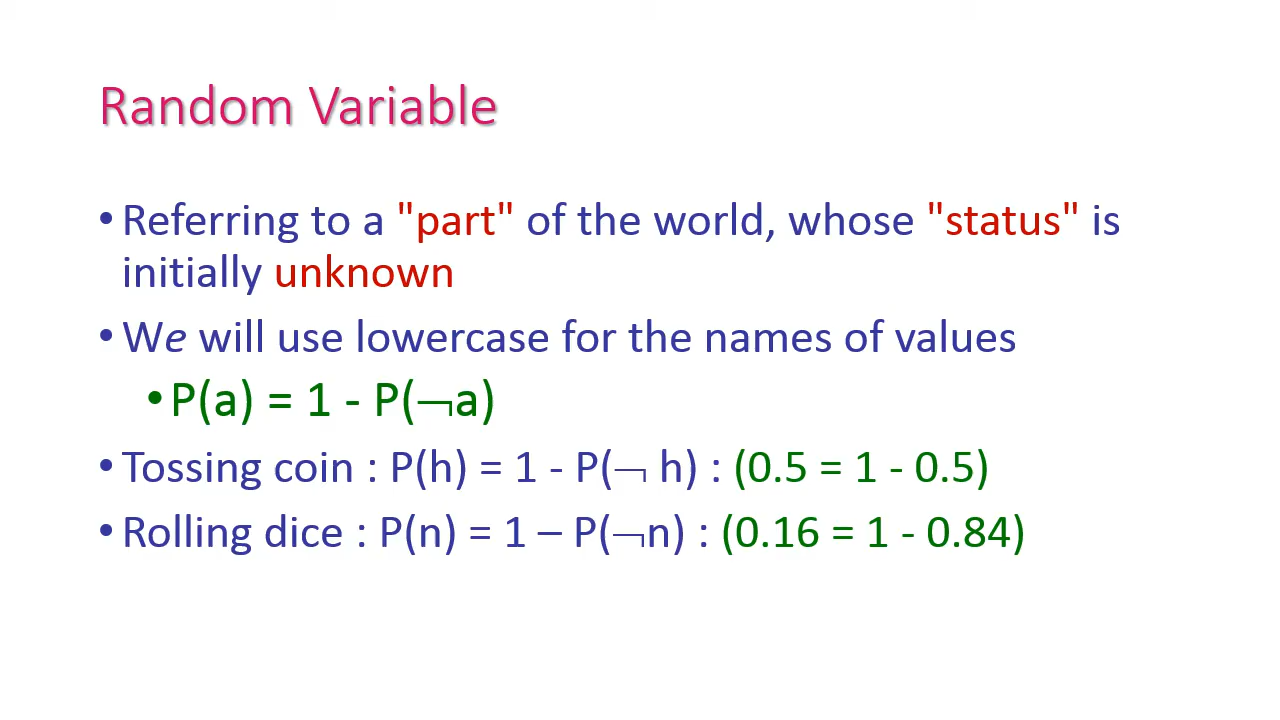 Random Variable
• Referring to a "part" of the world, whose "status" is
initially unknown
• We will use lowercase for the names of values
• P(a) = 1 - P(¬a)
• Tossing coin : P(h) = 1 - P(¬ h) : (0.5 = 1 - 0.5)
• Rolling dice : P(n) = 1 – P(¬n) : (0.16 = 1 - 0.84)